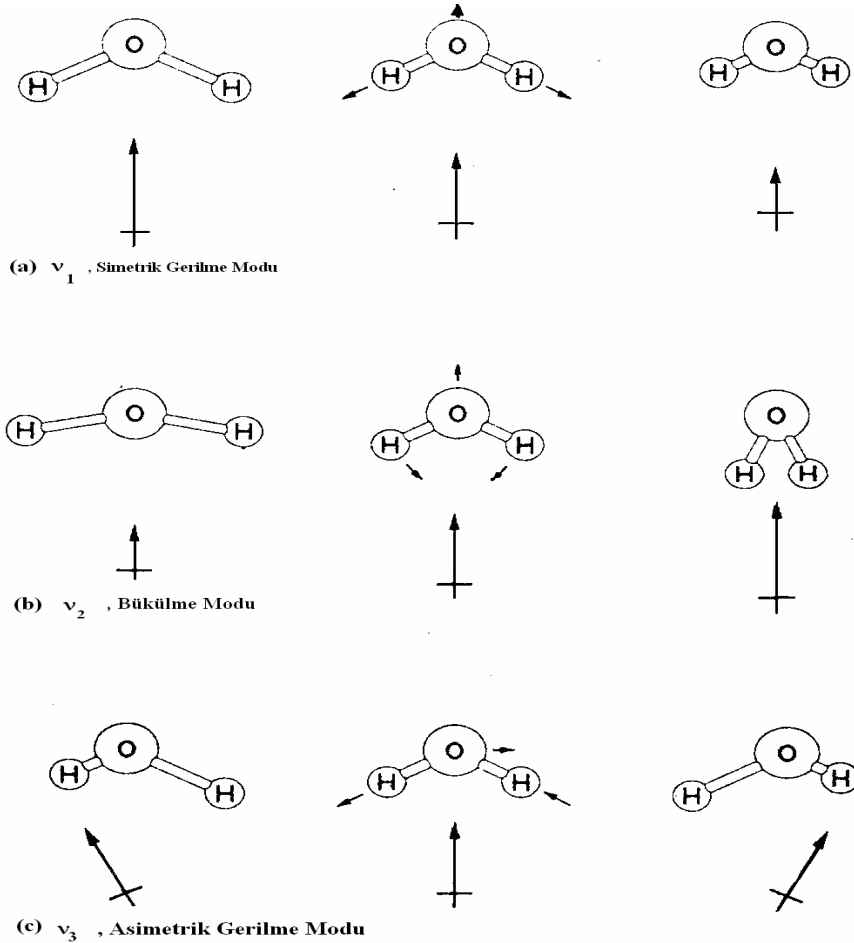 H O H
H O H
H O H
(a) ν1 , Simetrik Gerilme Modu
H O H
H O H
H O H
(b) ν2 , Bükülme Modu
H O H
H O H
H O H
(c) ν3 , Asimetrik Gerilme Modu